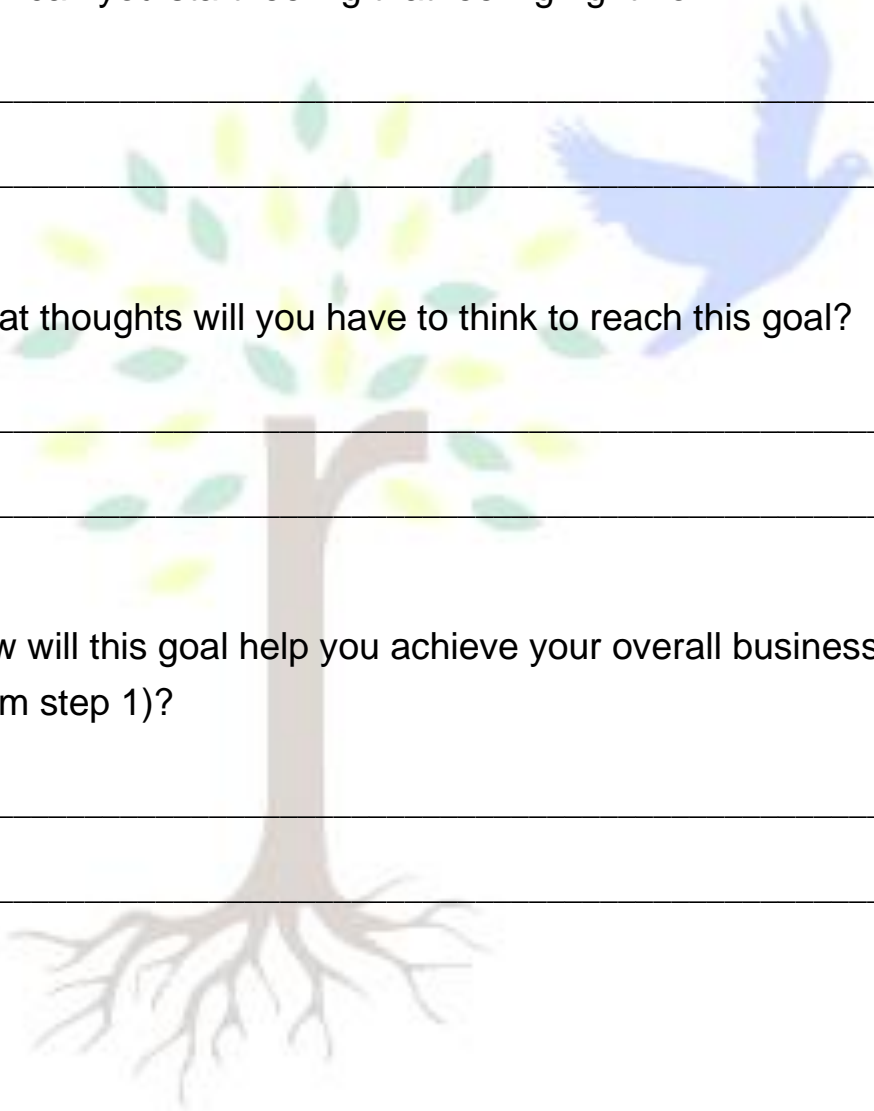 at thoughts will you have to think to reach this goal?
w will this goal help you achieve your overall business
m step 1)?